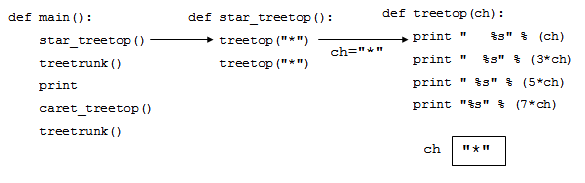 def main():
    star_treetop()
    treetrunk()
    print
    caret_treetop()
    treetrunk()
def star_treetop():
    treetop("*")
    treetop("*")
ch="*"
def treetop(ch):
    print "   %s" % (ch)
    print "  %s" % (3*ch)
    print " %s" % (5*ch)
    print "%s" % (7*ch)
ch "*"